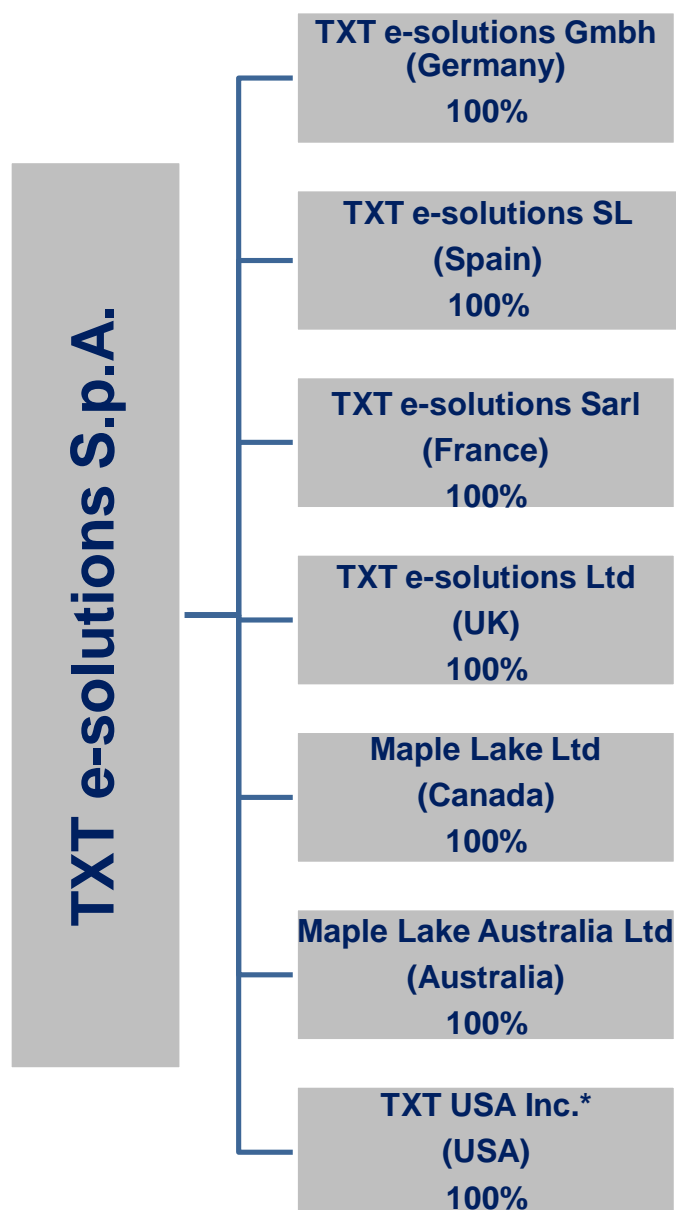 TXT e-solutions S.p.A.
TXT e-solutions Gmbh
(Germany)
100%
TXT e-solutions SL
(Spain)
100%
TXT e-solutions Sarl
(France)
100%
TXT e-solutions Ltd
(UK)
100%
Maple Lake Ltd
(Canada)
100%
Maple Lake Australia Ltd
(Australia)
100%
TXT USA Inc.*
(USA)
100%